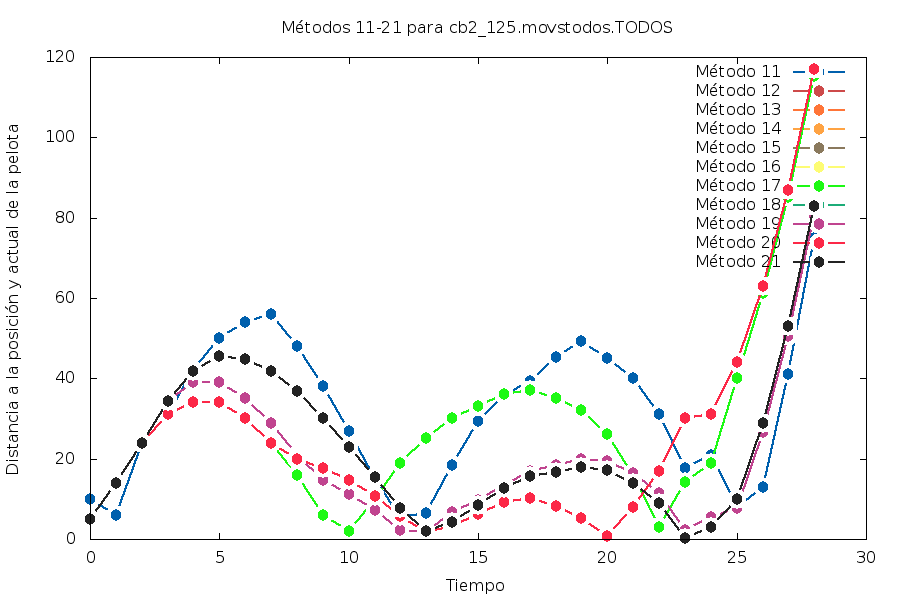 Métodos 11-21 para cb2_125.movstodos.TODOS
Distancia a la posición y actual de la pelota
120
100
80
60
40
20
0
Método 11
Método 12
Método 13
Método 14
Método 15
Método 16
Método 17
Método 18
Método 19
Método 20
Método 21
0 5 10 15 20 25 30
Tiempo